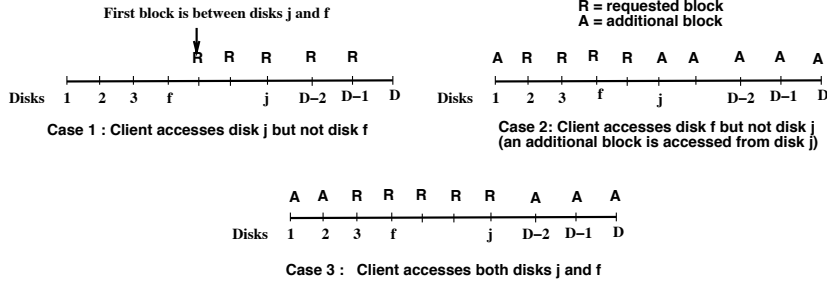 First block is between disks j and f
R R R R R
Disks 1 2 3 f j D−2 D−1 D
Case 1 : Client accesses disk j but not disk f
R = requested block
A = additional block
A R R R R A A A A A
Disks 1 2 3 f j D−2 D−1 D
Case 2: Client accesses disk f but not disk j
(an additional block is accessed from disk j)
A A R R R R R A A A
Disks 1 2 3 f j D−2 D−1 D
Case 3 : Client accesses both disks j and f